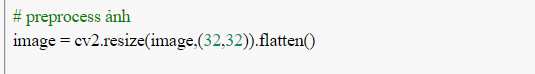 # preprocess ảnh
image = cv2.resize(image,(32,32)).flatten()